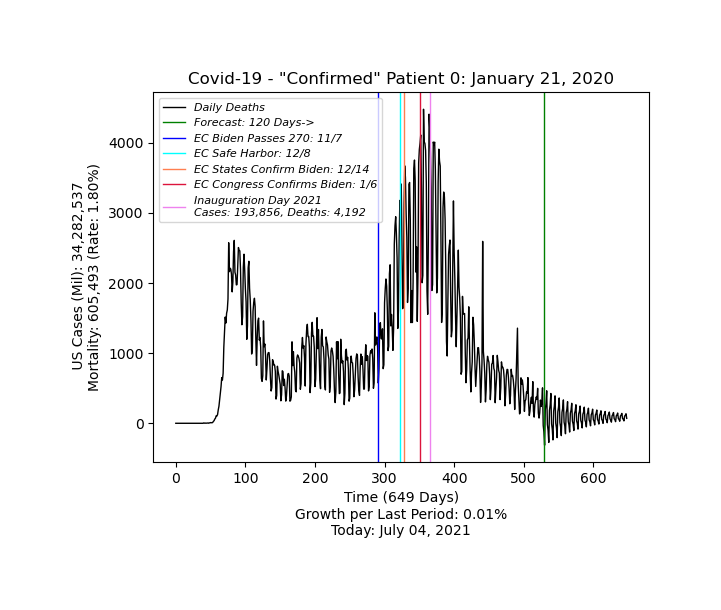 Covid-19 - "Confirmed" Patient 0: January 21, 2020
Daily Deaths
Forecast: 120 Days->
EC Biden Passes 270: 11/7
EC Safe Harbor: 12/8
EC States Confirm Biden: 12/14
EC Congress Confirms Biden: 1/6
Inauguration Day 2021
Cases: 193,856, Deaths: 4,192
US Cases (Mil): 34,282,537
Mortality: 605,493 (Rate: 1.80%)
4000
3000
2000
1000
0
0 100 200 300 400 500 600
Time (649 Days)
Growth per Last Period: 0.01%
Today: July 04, 2021